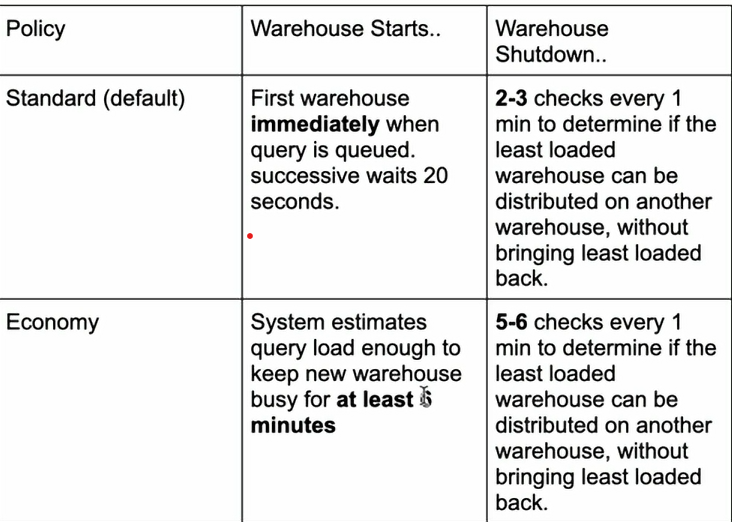 Policy
Warehouse Starts..
Warehouse
Shutdown..
Standard (default)
First warehouse
immediately when
query is queued.
successive waits 20
seconds.
2-3 checks every 1
min to determine if the
least loaded
warehouse can be
distributed on another
warehouse, without
bringing least loaded
back.
Economy
System estimates
query load enough to
keep new warehouse
busy for at least 6
minutes
5-6 checks every 1
min to determine if the
least loaded
warehouse can be
distributed on another
warehouse, without
bringing least loaded
back.